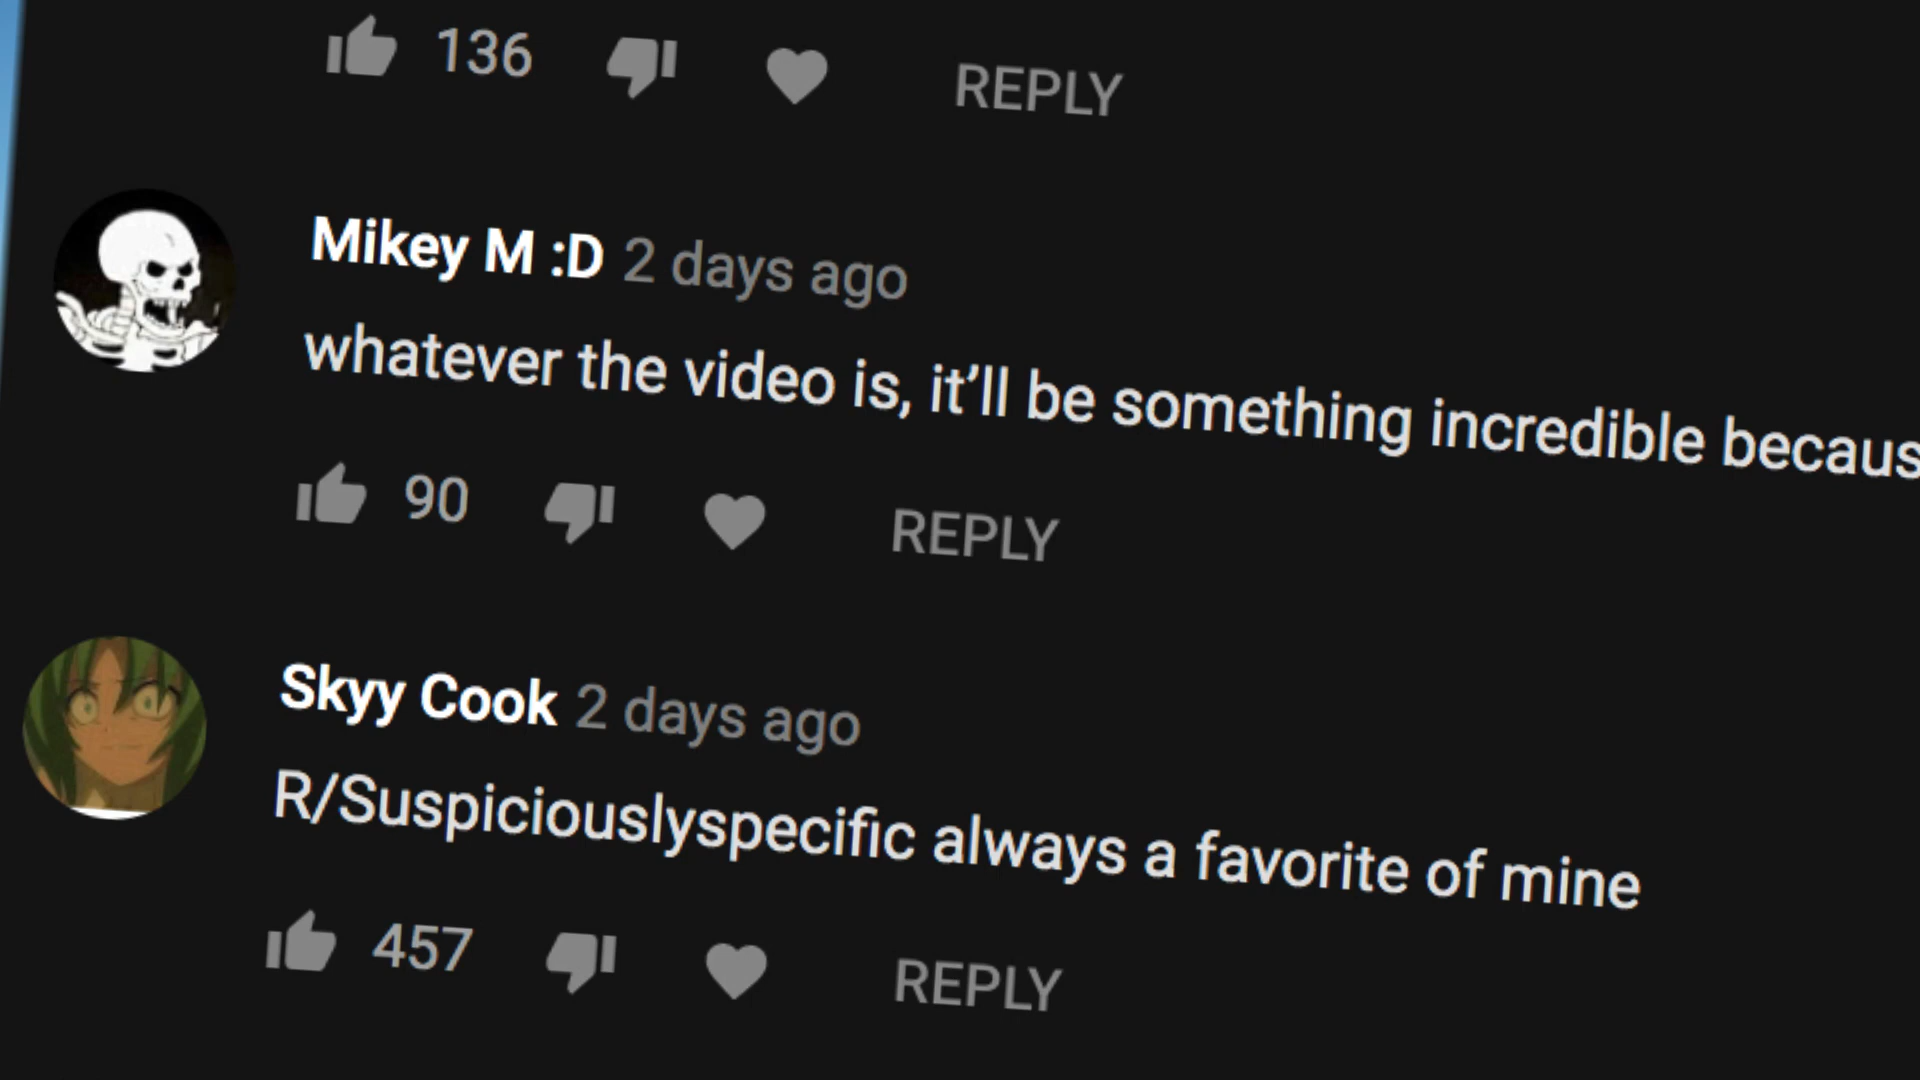 136 REPLY
Mikey M :D 2 days ago
whatever the video is, it’ll be something incredible becaus
90 REPLY
Skyy Cook 2 days ago
R/Suspiciouslyspecific always a favorite of mine
457 REPLY